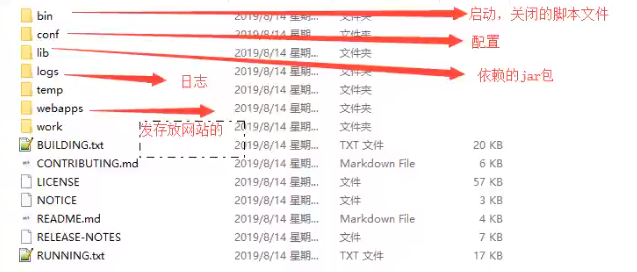 bin 2019/8/14 星期... 文件夹 启动，关闭的脚本文件
conf 2019/8/14 星期... 文件夹 配置
lib 2019/8/14 星期... 文件夹
logs 2019/8/14 星期... 文件夹 依赖的jar包
日志
temp 2019/8/14 星期... 文件夹
webapps 2019/8/14 星期... 文件夹
work 2019/8/14 星期... 文件夹
发存放网站的
BUILDING.txt 2019/8/14 星期... TXT 文件 20 KB
CONTRIBUTING.md 2019/8/14 星期... Markdown File 6 KB
LICENSE 2019/8/14 星期... 文件 57 KB
NOTICE 2019/8/14 星期... 文件 3 KB
README.md 2019/8/14 星期... Markdown File 4 KB
RELEASE-NOTES 2019/8/14 星期... 文件 7 KB
RUNNING.txt 2019/8/14 星期... TXT 文件 17 KB